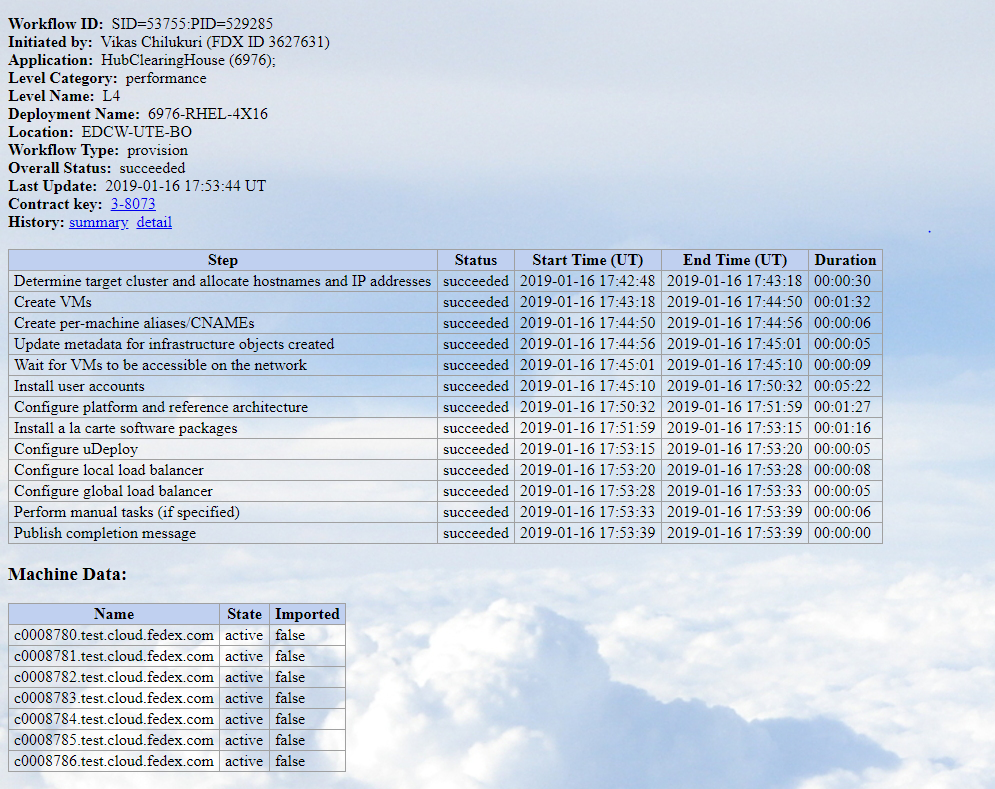 Workflow ID: SID=53755:PID=529285
Initiated by: Vikas Chilukuri (FDX ID 3627631)
Application: HubClearingHouse (6976);
Level Category: performance
Level Name: L4
Deployment Name: 6976-RHEL-4X16
Location: EDCW-UTE-BO
Workflow Type: provision
Overall Status: succeeded
Last Update: 2019-01-16 17:53:44 UT
Contract key: 3-8073
History: summary detail
Step Status Start Time (UT) End Time (UT) Duration
Determine target cluster and allocate hostnames and IP addresses succeeded 2019-01-16 17:42:48 2019-01-16 17:43:18 00:00:30
Create VMs succeeded 2019-01-16 17:43:18 2019-01-16 17:44:50 00:01:32
Create per-machine aliases/CNAMEs succeeded 2019-01-16 17:44:50 2019-01-16 17:44:56 00:00:06
Update metadata for infrastructure objects created succeeded 2019-01-16 17:44:56 2019-01-16 17:45:01 00:00:05
Wait for VMs to be accessible on the network succeeded 2019-01-16 17:45:01 2019-01-16 17:45:10 00:00:09
Install user accounts succeeded 2019-01-16 17:45:10 2019-01-16 17:50:32 00:05:22
Configure platform and reference architecture succeeded 2019-01-16 17:50:32 2019-01-16 17:51:59 00:01:27
Install a la carte software packages succeeded 2019-01-16 17:51:59 2019-01-16 17:53:15 00:01:16
Configure uDeploy succeeded 2019-01-16 17:53:15 2019-01-16 17:53:20 00:00:05
Configure local load balancer succeeded 2019-01-16 17:53:20 2019-01-16 17:53:28 00:00:08
Configure global load balancer succeeded 2019-01-16 17:53:28 2019-01-16 17:53:33 00:00:05
Perform manual tasks (if specified) succeeded 2019-01-16 17:53:33 2019-01-16 17:53:39 00:00:06
Publish completion message succeeded 2019-01-16 17:53:39 2019-01-16 17:53:39 00:00:00
Machine Data:
Name State Imported
c0008780.test.cloud.fedex.com active false
c0008781.test.cloud.fedex.com active false
c0008782.test.cloud.fedex.com active false
c0008783.test.cloud.fedex.com active false
c0008784.test.cloud.fedex.com active false
c0008785.test.cloud.fedex.com active false
c0008786.test.cloud.fedex.com active false